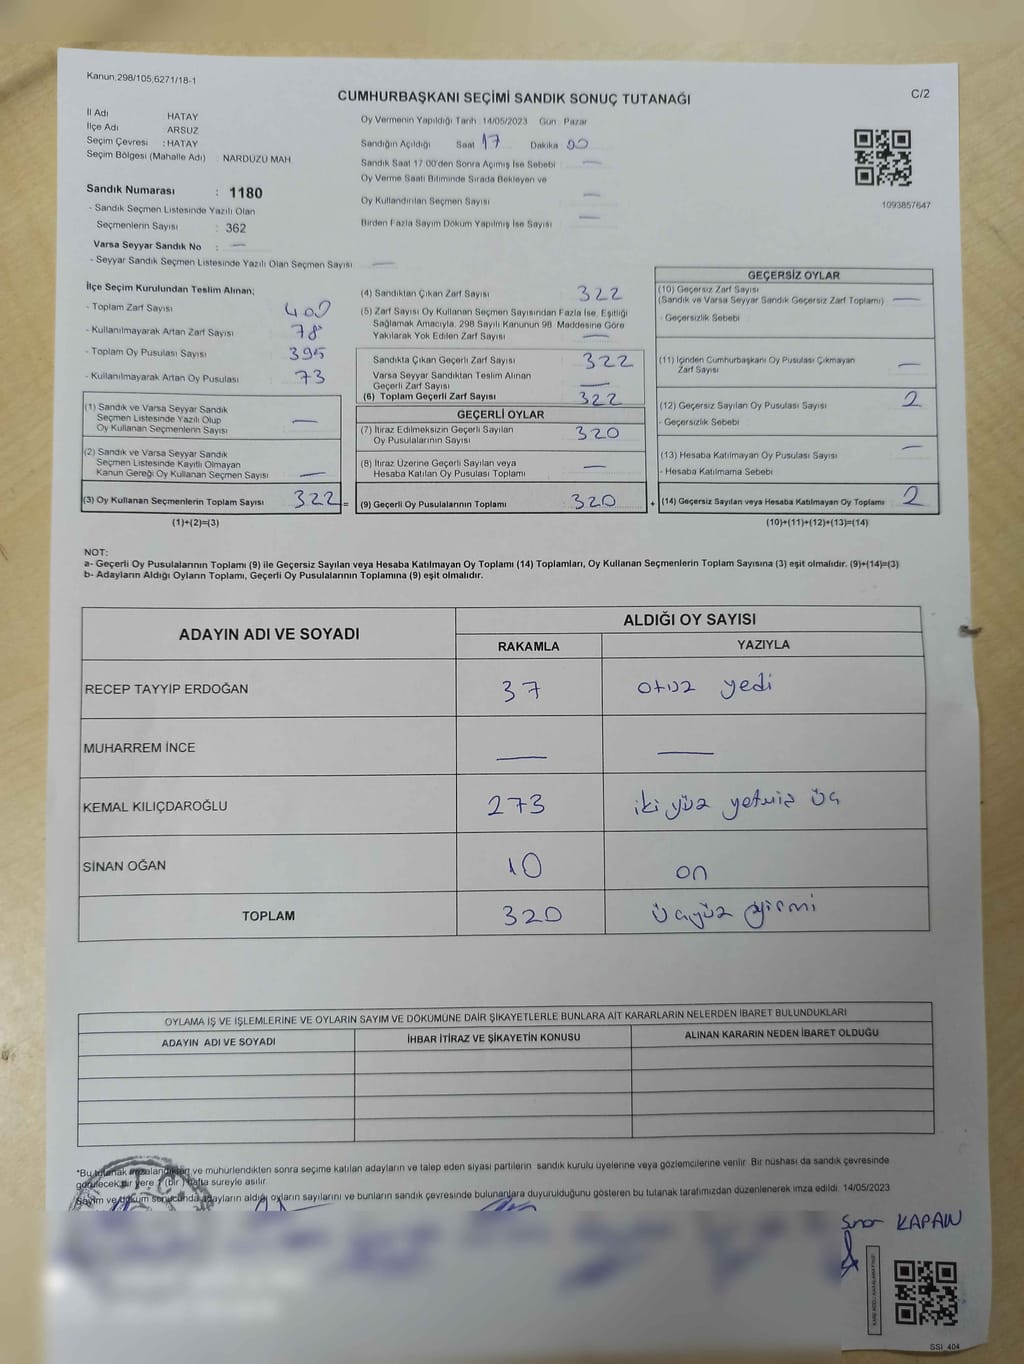 Kanun,298/105,6271/18-1
C/2
CUMHURBAŞKANI SEÇİMİ SANDIK SONUÇ TUTANAĞI
İl Adı HATAY
İlçe Adı ARSUZ
Seçim Çevresi : HATAY
Seçim Bölgesi (Mahalle Adı) : NARDUZU MAH
Sandık Numarası : 1180
- Sandık Seçmen Listesinde Yazılı Olan
Seçmenlerin Sayısı : 362
Varsa Seyyar Sandık No : —
- Seyyar Sandık Seçmen Listesinde Yazılı Olan Seçmen Sayısı —
Oy Vermenin Yapıldığı Tarih 14/05/2023 Gün Pazar
Sandığın Açıldığı Saat 17 Dakika 00
Sandık Saat 17 00'den Sonra Açılmış İse Sebebi —
Oy Verme Saati Bitiminde Sırada Bekleyen ve
Oy Kullandırılan Seçmen Sayısı —
Birden Fazla Sayım Döküm Yapılmış İse Sayısı —
1093857647
İlçe Seçim Kurulundan Teslim Alınan;
- Toplam Zarf Sayısı 400
- Kullanılmayarak Artan Zarf Sayısı 78
- Toplam Oy Pusulası Sayısı 395
- Kullanılmayarak Artan Oy Pusulası 73
(1) Sandık ve Varsa Seyyar Sandık
Seçmen Listesinde Yazılı Olup
Oy Kullanan Seçmenlerin Sayısı —
(2) Sandık ve Varsa Seyyar Sandık
Seçmen Listesinde Kayıtlı Olmayan
Kanun Gereği Oy Kullanan Seçmen Sayısı —
(3) Oy Kullanan Seçmenlerin Toplam Sayısı 322 =
(1)+(2)=(3)
(4) Sandıktan Çıkan Zarf Sayısı 322
(5) Zarf Sayısı Oy Kullanan Seçmen Sayısından Fazla İse, Eşitliği
Sağlamak Amacıyla, 298 Sayılı Kanunun 98. Maddesine Göre
Yakılarak Yok Edilen Zarf Sayısı —
Sandıkta Çıkan Geçerli Zarf Sayısı 322
Varsa Seyyar Sandıktan Teslim Alınan
Geçerli Zarf Sayısı —
(6) Toplam Geçerli Zarf Sayısı 322
GEÇERLİ OYLAR
(7) İtiraz Edilmeksizin Geçerli Sayılan
Oy Pusulalarının Sayısı 320
(8) İtiraz Üzerine Geçerli Sayılan veya
Hesaba Katılan Oy Pusulası Toplamı —
(9) Geçerli Oy Pusulalarının Toplamı 320 +
GEÇERSİZ OYLAR
(10) Geçersiz Zarf Sayısı
(Sandık ve Varsa Seyyar Sandık Geçersiz Zarf Toplamı) —
- Geçersizlik Sebebi
(11) İçinden Cumhurbaşkanı Oy Pusulası Çıkmayan
Zarf Sayısı —
(12) Geçersiz Sayılan Oy Pusulası Sayısı 2
- Geçersizlik Sebebi
(13) Hesaba Katılmayan Oy Pusulası Sayısı —
- Hesaba Katılmama Sebebi
(14) Geçersiz Sayılan veya Hesaba Katılmayan Oy Toplamı 2
(10)+(11)+(12)+(13)=(14)
NOT:
a- Geçerli Oy Pusulalarının Toplamı (9) ile Geçersiz Sayılan veya Hesaba Katılmayan Oy Toplamı (14) Toplamları, Oy Kullanan Seçmenlerin Toplam Sayısına (3) eşit olmalıdır. (9)+(14)=(3)
b- Adayların Aldığı Oyların Toplamı, Geçerli Oy Pusulalarının Toplamına (9) eşit olmalıdır.
ADAYIN ADI VE SOYADI ALDIĞI OY SAYISI
RAKAMLA YAZIYLA
RECEP TAYYİP ERDOĞAN 37 otuz yedi
MUHARREM İNCE — —
KEMAL KILIÇDAROĞLU 273 iki yüz yetmiş üç
SİNAN OĞAN 10 on
TOPLAM 320 üçyüz yirmi
OYLAMA İŞ VE İŞLEMLERİNE VE OYLARIN SAYIM VE DÖKÜMÜNE DAİR ŞİKAYETLERLE BUNLARA AİT KARARLARIN NELERDEN İBARET BULUNDUKLARI
ADAYIN ADI VE SOYADI İHBAR İTİRAZ VE ŞİKAYETİN KONUSU ALINAN KARARIN NEDEN İBARET OLDUĞU
*Bu tutanak imzalandıktan ve mühürlendikten sonra seçime katılan adayların ve talep eden siyasi partilerin sandık kurulu üyelerine veya gözlemcilerine verilir. Bir nüshası da sandık çevresinde
görülecek bir yere 1 (bir) hafta süreyle asılır.
Sayım ve döküm sonucunda adayların aldığı oyların sayılarını ve bunların sandık çevresinde bulunanlara duyurulduğunu gösteren bu tutanak tarafımızdan düzenlenerek imza edildi. 14/05/2023
KAPAN
SSI 404